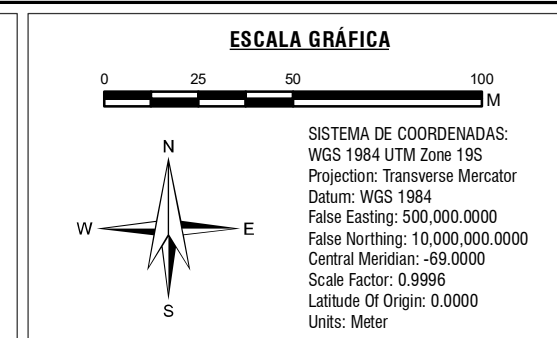 ESCALA GRÁFICA
0 25 50 100
M
SISTEMA DE COORDENADAS:
WGS 1984 UTM Zone 19S
Projection: Transverse Mercator
Datum: WGS 1984
False Easting: 500,000.0000
False Northing: 10,000,000.0000
Central Meridian: -69.0000
Scale Factor: 0.9996
Latitude Of Origin: 0.0000
Units: Meter
N
W E
S